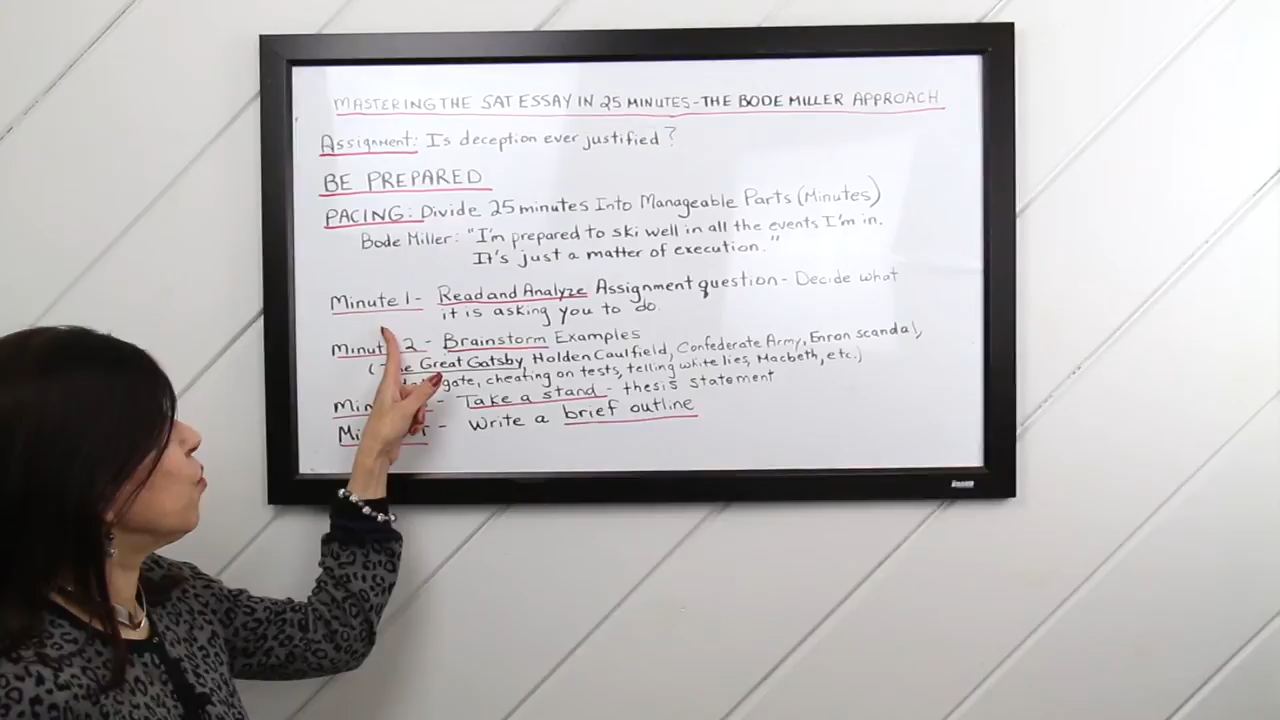 MASTERING THE SAT ESSAY IN 25 MINUTES - THE BODE MILLER APPROACH
Assignment: Is deception ever justified?
BE PREPARED
PACING: Divide 25 minutes Into Manageable Parts (Minutes)
Bode Miller: "I'm prepared to ski well in all the events I'm in.
It's just a matter of execution."
Minute 1 - Read and Analyze Assignment question - Decide what
it is asking you to do.
Minute 2 - Brainstorm Examples
Great Gatsby, Holden Caulfield, Confederate Army, Enron scandal,
gate, cheating on tests, telling white lies, Macbeth, etc.)
- Take a stand - thesis statement
- Write a brief outline